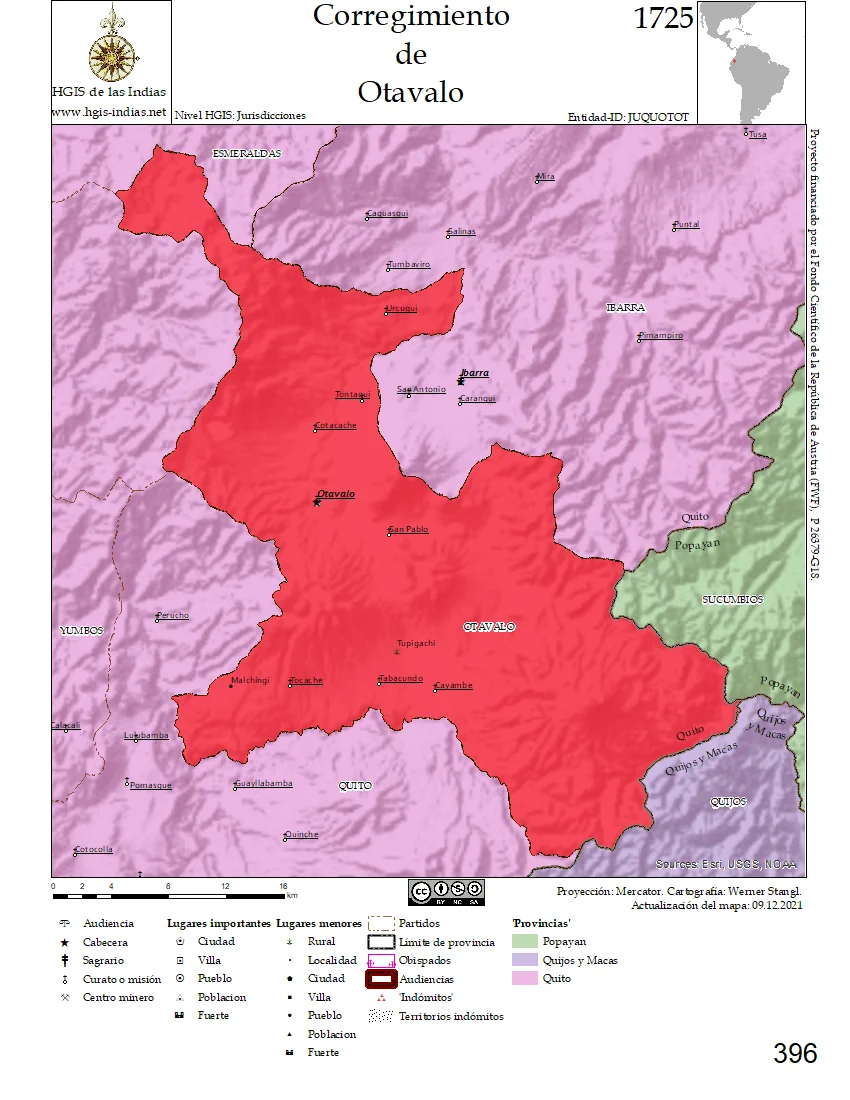 Corregimiento
de
Otavalo
1725
HGIS de las Indias
www.hgis-indias.net
Nivel HGIS: Jurisdicciones
Entidad-ID: JUQUOTOT
Proyecto financiado por el Fondo Científico de la República de Austria (FWF), P 26379-G18.
Tusa
ESMERALDAS
Mira
Caguasqui
Salinas
Puntal
Tumbaviro
Urcuqui
IBARRA
Pimampiro
Ibarra
San Antonio
Tontaqui
Caranqui
Cotacache
Otavalo
San Pablo
Quito
Popayan
SUCUMBIOS
Perucho
YUMBOS
OTAVALO
Tupigachi
Malchingi
Tocache
Tabacundo
Cayambe
Popayan
Quijos
y Macas
Calacali
Lulubamba
Quito
Quijos y Macas
Pomasque
Guayllabamba
QUITO
QUIJOS
Quinche
Cotocolla
Sources: Esri, USGS, NOAA
0 2 4 8 12 16
km
CC BY NC SA
Proyección: Mercator. Cartografía: Werner Stangl.
Actualización del mapa: 09.12.2021
Audiencia
Cabecera
Sagrario
Curato o misión
Centro minero
Lugares importantes
Ciudad
Villa
Pueblo
Poblacion
Fuerte
Lugares menores
Rural
Localidad
Ciudad
Villa
Pueblo
Poblacion
Fuerte
Partidos
Límite de provincia
Obispados
Audiencias
'Indómitos'
Territorios indómitos
'Provincias'
Popayan
Quijos y Macas
Quito
396